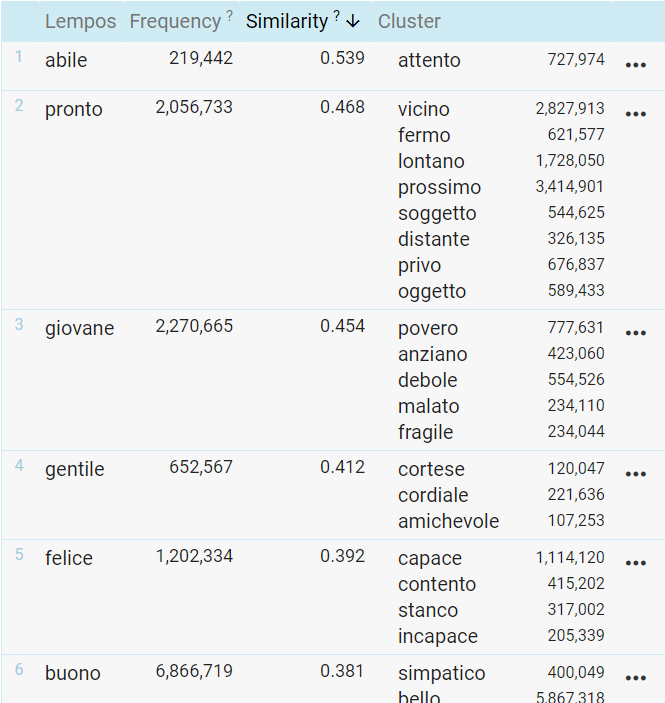 Lempos Frequency ? Similarity ? ↓ Cluster
1 abile 219,442 0.539 attento 727,974 •••
2 pronto 2,056,733 0.468 vicino 2,827,913 •••
fermo 621,577
lontano 1,728,050
prossimo 3,414,901
soggetto 544,625
distante 326,135
privo 676,837
oggetto 589,433
3 giovane 2,270,665 0.454 povero 777,631 •••
anziano 423,060
debole 554,526
malato 234,110
fragile 234,044
4 gentile 652,567 0.412 cortese 120,047 •••
cordiale 221,636
amichevole 107,253
5 felice 1,202,334 0.392 capace 1,114,120 •••
contento 415,202
stanco 317,002
incapace 205,339
6 buono 6,866,719 0.381 simpatico 400,049 •••
bello 5,867,318